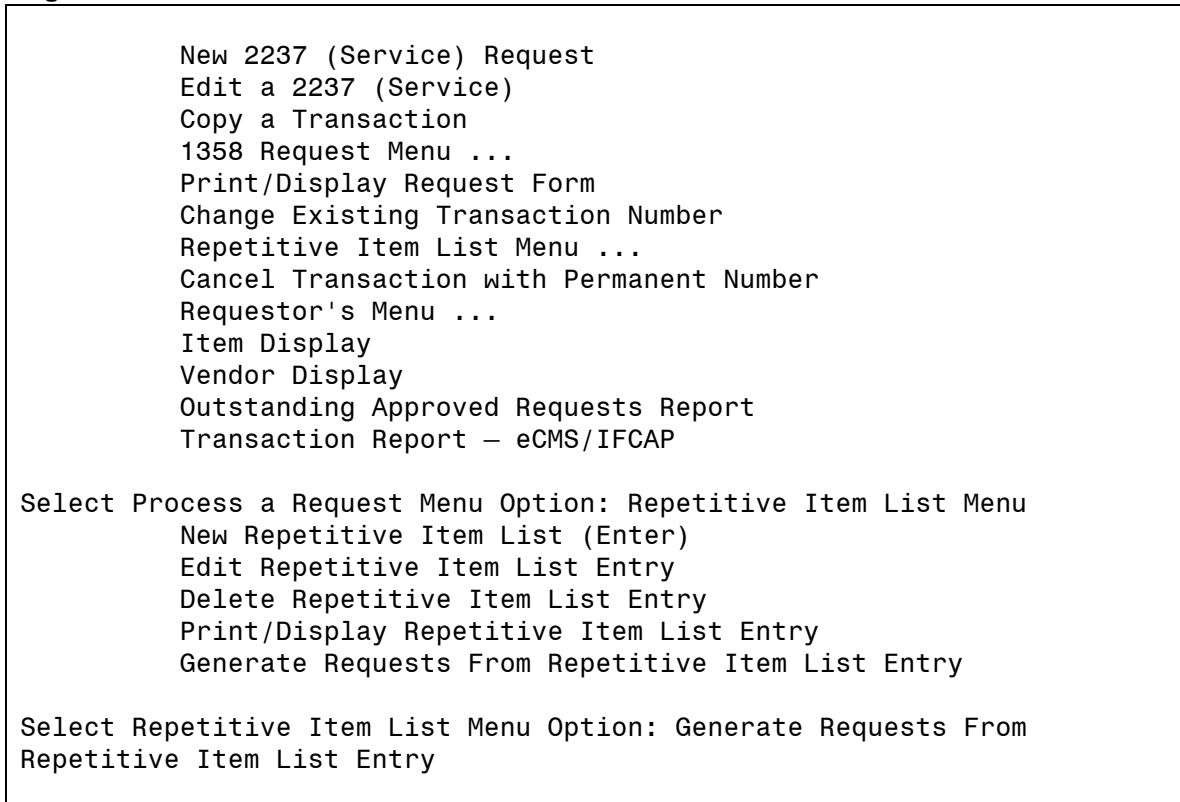 New 2237 (Service) Request
Edit a 2237 (Service)
Copy a Transaction
1358 Request Menu ...
Print/Display Request Form
Change Existing Transaction Number
Repetitive Item List Menu ...
Cancel Transaction with Permanent Number
Requestor's Menu ...
Item Display
Vendor Display
Outstanding Approved Requests Report
Transaction Report – eCMS/IFCAP
Select Process a Request Menu Option: Repetitive Item List Menu
New Repetitive Item List (Enter)
Edit Repetitive Item List Entry
Delete Repetitive Item List Entry
Print/Display Repetitive Item List Entry
Generate Requests From Repetitive Item List Entry
Select Repetitive Item List Menu Option: Generate Requests From
Repetitive Item List Entry